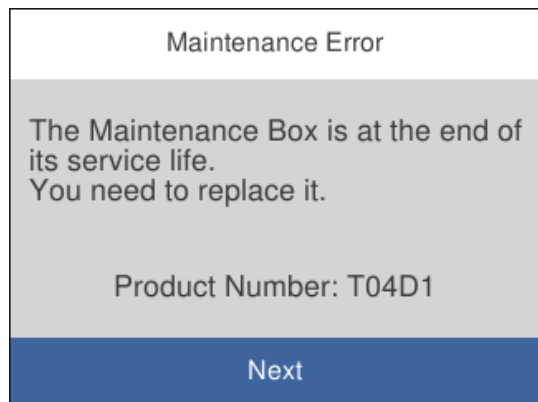 Maintenance Error
The Maintenance Box is at the end of
its service life.
You need to replace it.
Product Number: T04D1
Next